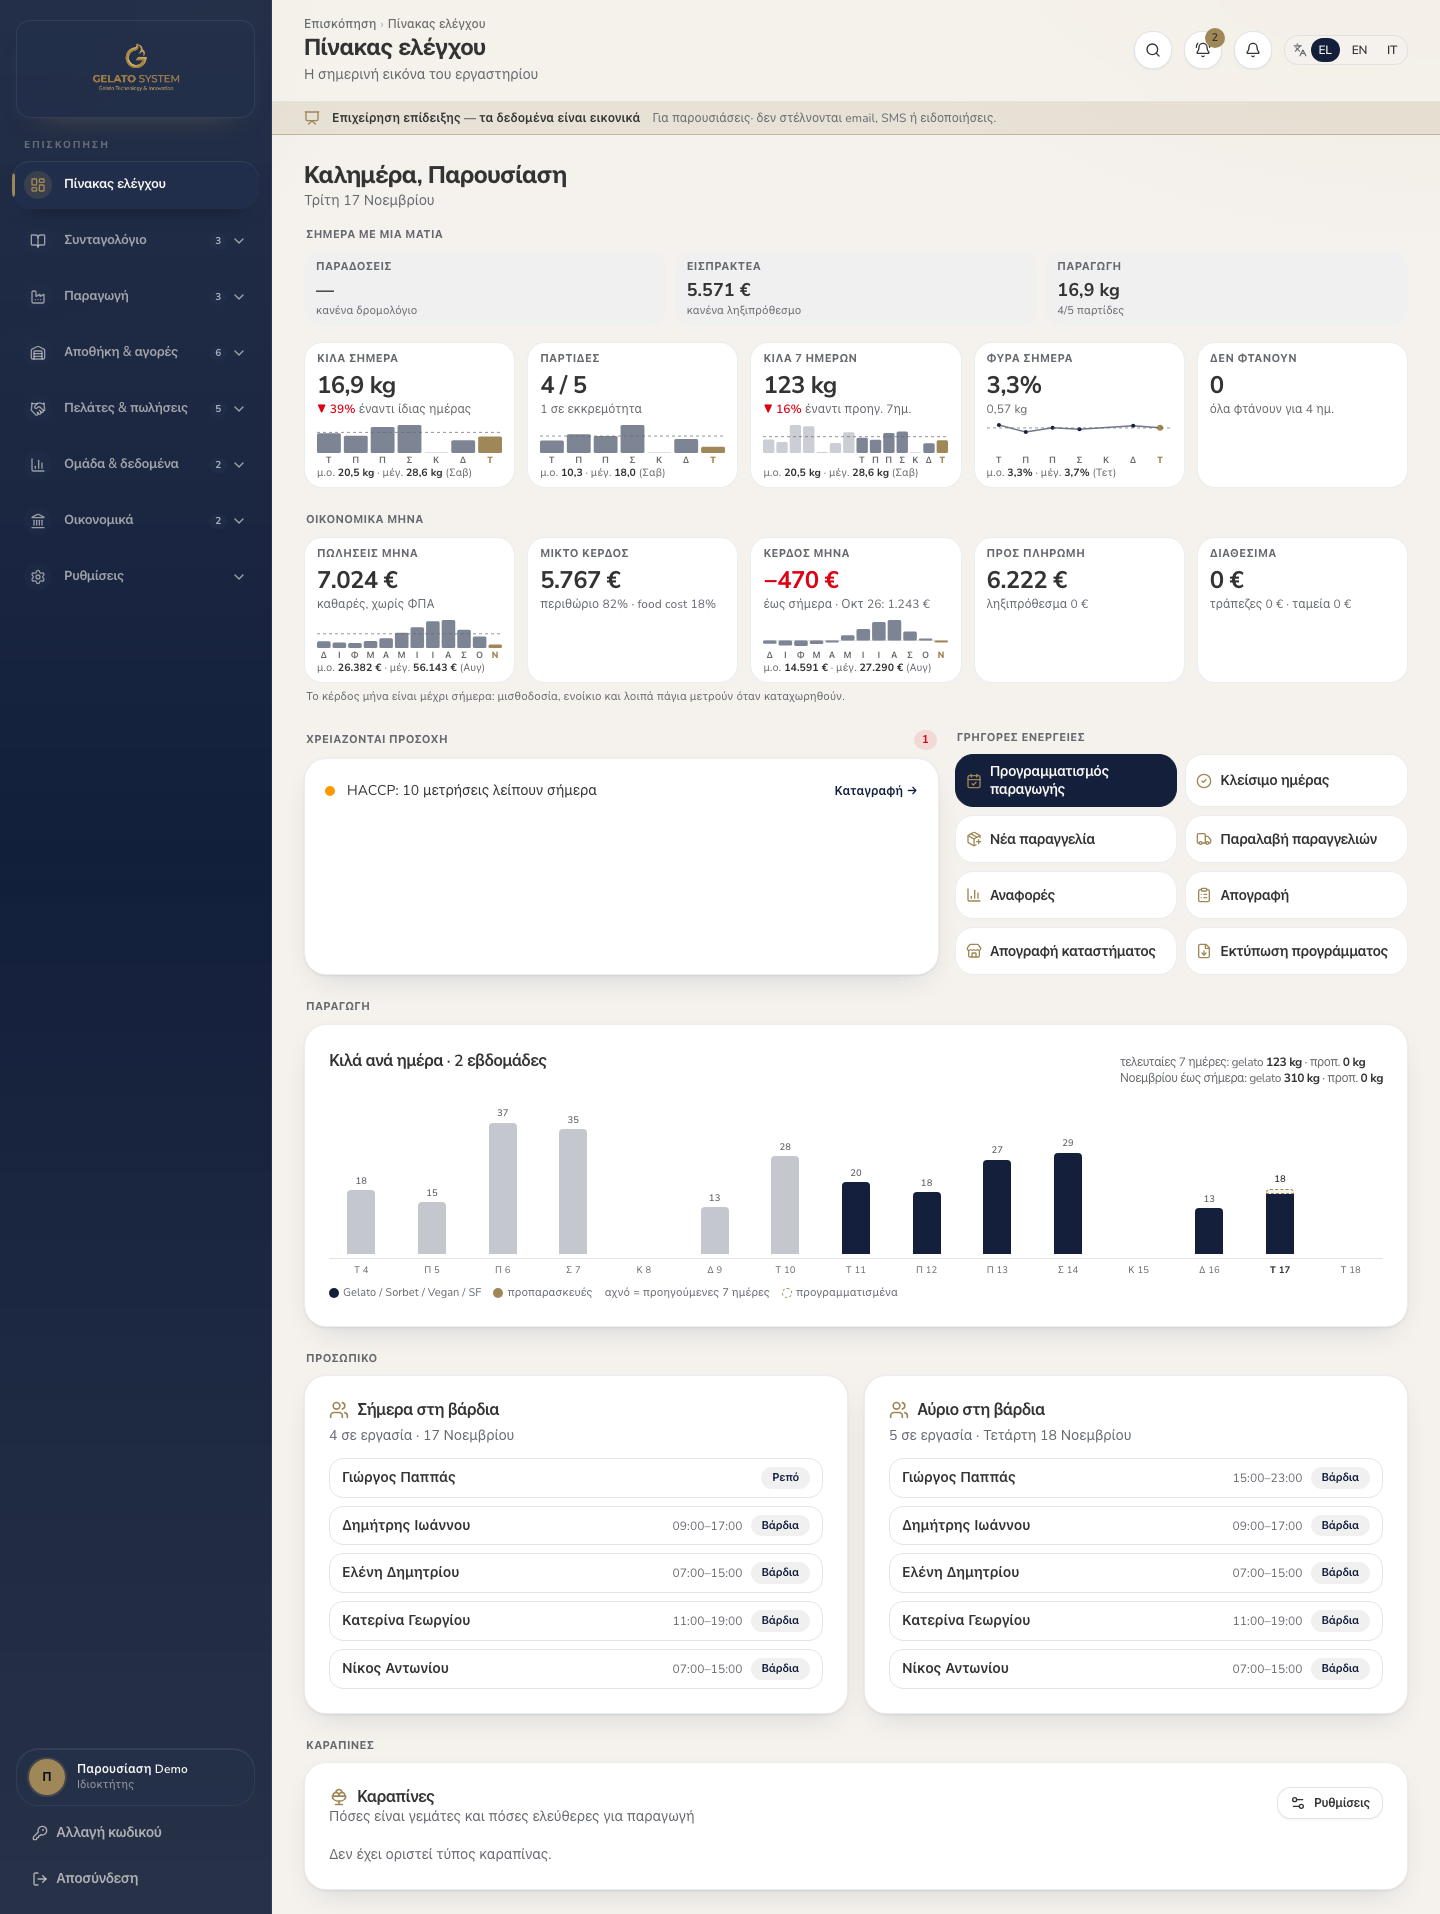 GELATO SYSTEM
Gelato Technology & Innovation
ΕΠΙΣΚΟΠΗΣΗ
Πίνακας ελέγχου
Συνταγολόγιο 3
Παραγωγή 3
Αποθήκη & αγορές 6
Πελάτες & πωλήσεις 5
Ομάδα & δεδομένα 2
Οικονομικά 2
Ρυθμίσεις
Π
Παρουσίαση Demo
Ιδιοκτήτης
Αλλαγή κωδικού
Αποσύνδεση
Επισκόπηση › Πίνακας ελέγχου
Πίνακας ελέγχου
Η σημερινή εικόνα του εργαστηρίου
2
EL EN IT
Επιχείρηση επίδειξης — τα δεδομένα είναι εικονικά Για παρουσιάσεις· δεν στέλνονται email, SMS ή ειδοποιήσεις.
Καλημέρα, Παρουσίαση
Τρίτη 17 Νοεμβρίου
ΣΗΜΕΡΑ ΜΕ ΜΙΑ ΜΑΤΙΑ
ΠΑΡΑΔΟΣΕΙΣ
—
κανένα δρομολόγιο
ΕΙΣΠΡΑΚΤΕΑ
5.571 €
κανένα ληξιπρόθεσμο
ΠΑΡΑΓΩΓΗ
16,9 kg
4/5 παρτίδες
ΚΙΛΑ ΣΗΜΕΡΑ
16,9 kg
▼ 39% έναντι ίδιας ημέρας
Τ Π Π Σ Κ Δ Τ
μ.ο. 20,5 kg · μέγ. 28,6 kg (Σαβ)
ΠΑΡΤΙΔΕΣ
4 / 5
1 σε εκκρεμότητα
Τ Π Π Σ Κ Δ Τ
μ.ο. 10,3 · μέγ. 18,0 (Σαβ)
ΚΙΛΑ 7 ΗΜΕΡΩΝ
123 kg
▼ 16% έναντι προηγ. 7ημ.
Τ Π Π Σ Κ Δ Τ
μ.ο. 20,5 kg · μέγ. 28,6 kg (Σαβ)
ΦΥΡΑ ΣΗΜΕΡΑ
3,3%
0,57 kg
Τ Π Π Σ Κ Δ Τ
μ.ο. 3,3% · μέγ. 3,7% (Τετ)
ΔΕΝ ΦΤΑΝΟΥΝ
0
όλα φτάνουν για 4 ημ.
ΟΙΚΟΝΟΜΙΚΑ ΜΗΝΑ
ΠΩΛΗΣΕΙΣ ΜΗΝΑ
7.024 €
καθαρές, χωρίς ΦΠΑ
Δ Ι Φ Μ Α Μ Ι Ι Α Σ Ο Ν
μ.ο. 26.382 € · μέγ. 56.143 € (Αυγ)
ΜΙΚΤΟ ΚΕΡΔΟΣ
5.767 €
περιθώριο 82% · food cost 18%
ΚΕΡΔΟΣ ΜΗΝΑ
−470 €
έως σήμερα · Οκτ 26: 1.243 €
Δ Ι Φ Μ Α Μ Ι Ι Α Σ Ο Ν
μ.ο. 14.591 € · μέγ. 27.290 € (Αυγ)
ΠΡΟΣ ΠΛΗΡΩΜΗ
6.222 €
ληξιπρόθεσμα 0 €
ΔΙΑΘΕΣΙΜΑ
0 €
τράπεζες 0 € · ταμεία 0 €
Το κέρδος μήνα είναι μέχρι σήμερα: μισθοδοσία, ενοίκιο και λοιπά πάγια μετρούν όταν καταχωρηθούν.
ΧΡΕΙΑΖΟΝΤΑΙ ΠΡΟΣΟΧΗ 1
HACCP: 10 μετρήσεις λείπουν σήμερα Καταγραφή →
ΓΡΗΓΟΡΕΣ ΕΝΕΡΓΕΙΕΣ
Προγραμματισμός
παραγωγής
Κλείσιμο ημέρας
Νέα παραγγελία
Παραλαβή παραγγελιών
Αναφορές
Απογραφή
Απογραφή καταστήματος
Εκτύπωση προγράμματος
ΠΑΡΑΓΩΓΗ
Κιλά ανά ημέρα · 2 εβδομάδες
τελευταίες 7 ημέρες: gelato 123 kg · προπ. 0 kg
Νοεμβρίου έως σήμερα: gelato 310 kg · προπ. 0 kg
18 15 37 35 13 28 20 18 27 29 13 18
Τ 4 Π 5 Π 6 Σ 7 Κ 8 Δ 9 Τ 10 Τ 11 Π 12 Π 13 Σ 14 Κ 15 Δ 16 Τ 17 Τ 18
Gelato / Sorbet / Vegan / SF προπαρασκευές αχνό = προηγούμενες 7 ημέρες προγραμματισμένα
ΠΡΟΣΩΠΙΚΟ
Σήμερα στη βάρδια
4 σε εργασία · 17 Νοεμβρίου
Γιώργος Παππάς Ρεπό
Δημήτρης Ιωάννου 09:00–17:00 Βάρδια
Ελένη Δημητρίου 07:00–15:00 Βάρδια
Κατερίνα Γεωργίου 11:00–19:00 Βάρδια
Νίκος Αντωνίου 07:00–15:00 Βάρδια
Αύριο στη βάρδια
5 σε εργασία · Τετάρτη 18 Νοεμβρίου
Γιώργος Παππάς 15:00–23:00 Βάρδια
Δημήτρης Ιωάννου 09:00–17:00 Βάρδια
Ελένη Δημητρίου 07:00–15:00 Βάρδια
Κατερίνα Γεωργίου 11:00–19:00 Βάρδια
Νίκος Αντωνίου 07:00–15:00 Βάρδια
ΚΑΡΑΠΙΝΕΣ
Καραπίνες
Πόσες είναι γεμάτες και πόσες ελεύθερες για παραγωγή
Ρυθμίσεις
Δεν έχει οριστεί τύπος καραπίνας.